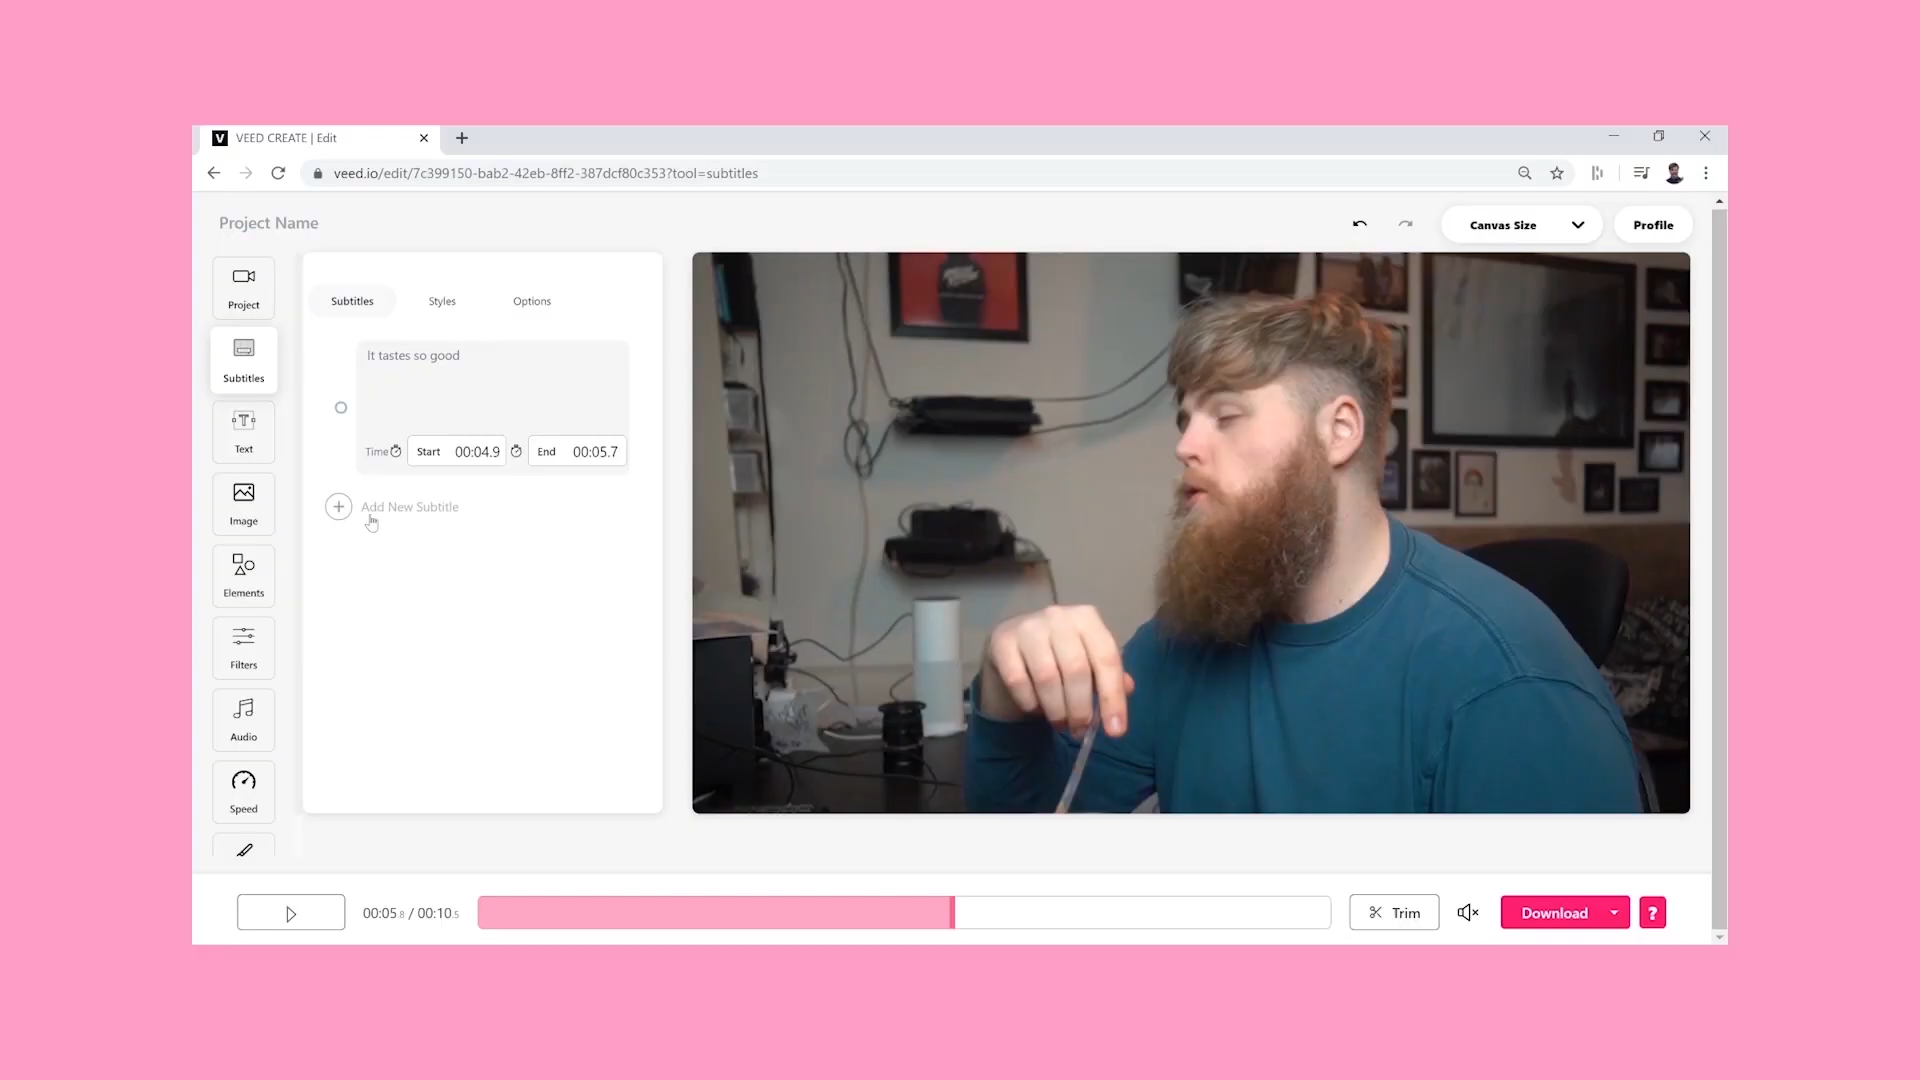 VEED CREATE | Edit
veed.io/edit/7c399150-bab2-42eb-8ff2-387dcf80c353?tool=subtitles
Project Name
Canvas Size
Profile
Project
Subtitles
Text
Image
Elements
Filters
Audio
Speed
Subtitles Styles Options
It tastes so good
Time Start 00:04.9 End 00:05.7
Add New Subtitle
00:05.8 / 00:10.5
Trim
Download
?